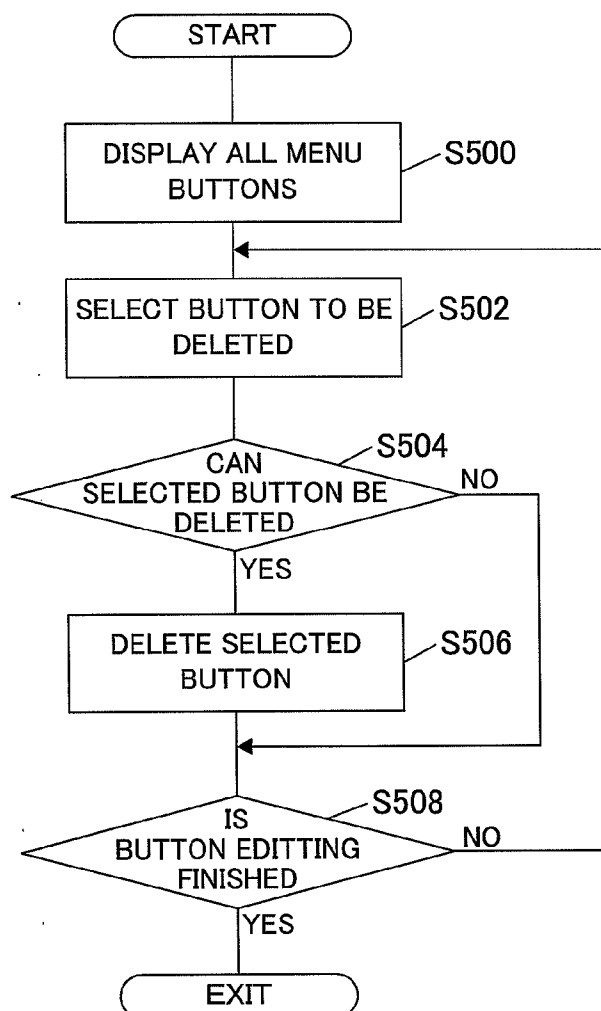 START
DISPLAY ALL MENU
BUTTONS
S500
SELECT BUTTON TO BE
DELETED
S502
S504
CAN
SELECTED BUTTON BE
DELETED
NO
YES
DELETE SELECTED
BUTTON
S506
S508
IS
BUTTON EDITTING
FINISHED
NO
YES
EXIT